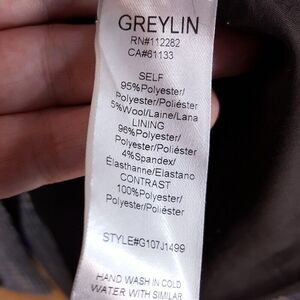 GREYLIN
RN#112282
CA#61133
SELF
95%Polyester/
Polyester/Poliéster
5%Wool/Laine/Lana
LINING
96%Polyester/
Polyester/Poliéster
4%Spandex/
Élasthanne/Elastano
CONTRAST
100%Polyester/
Polyester/Poliéster
STYLE#G107J1499
HAND WASH IN COLD
WATER WITH SIMILAR